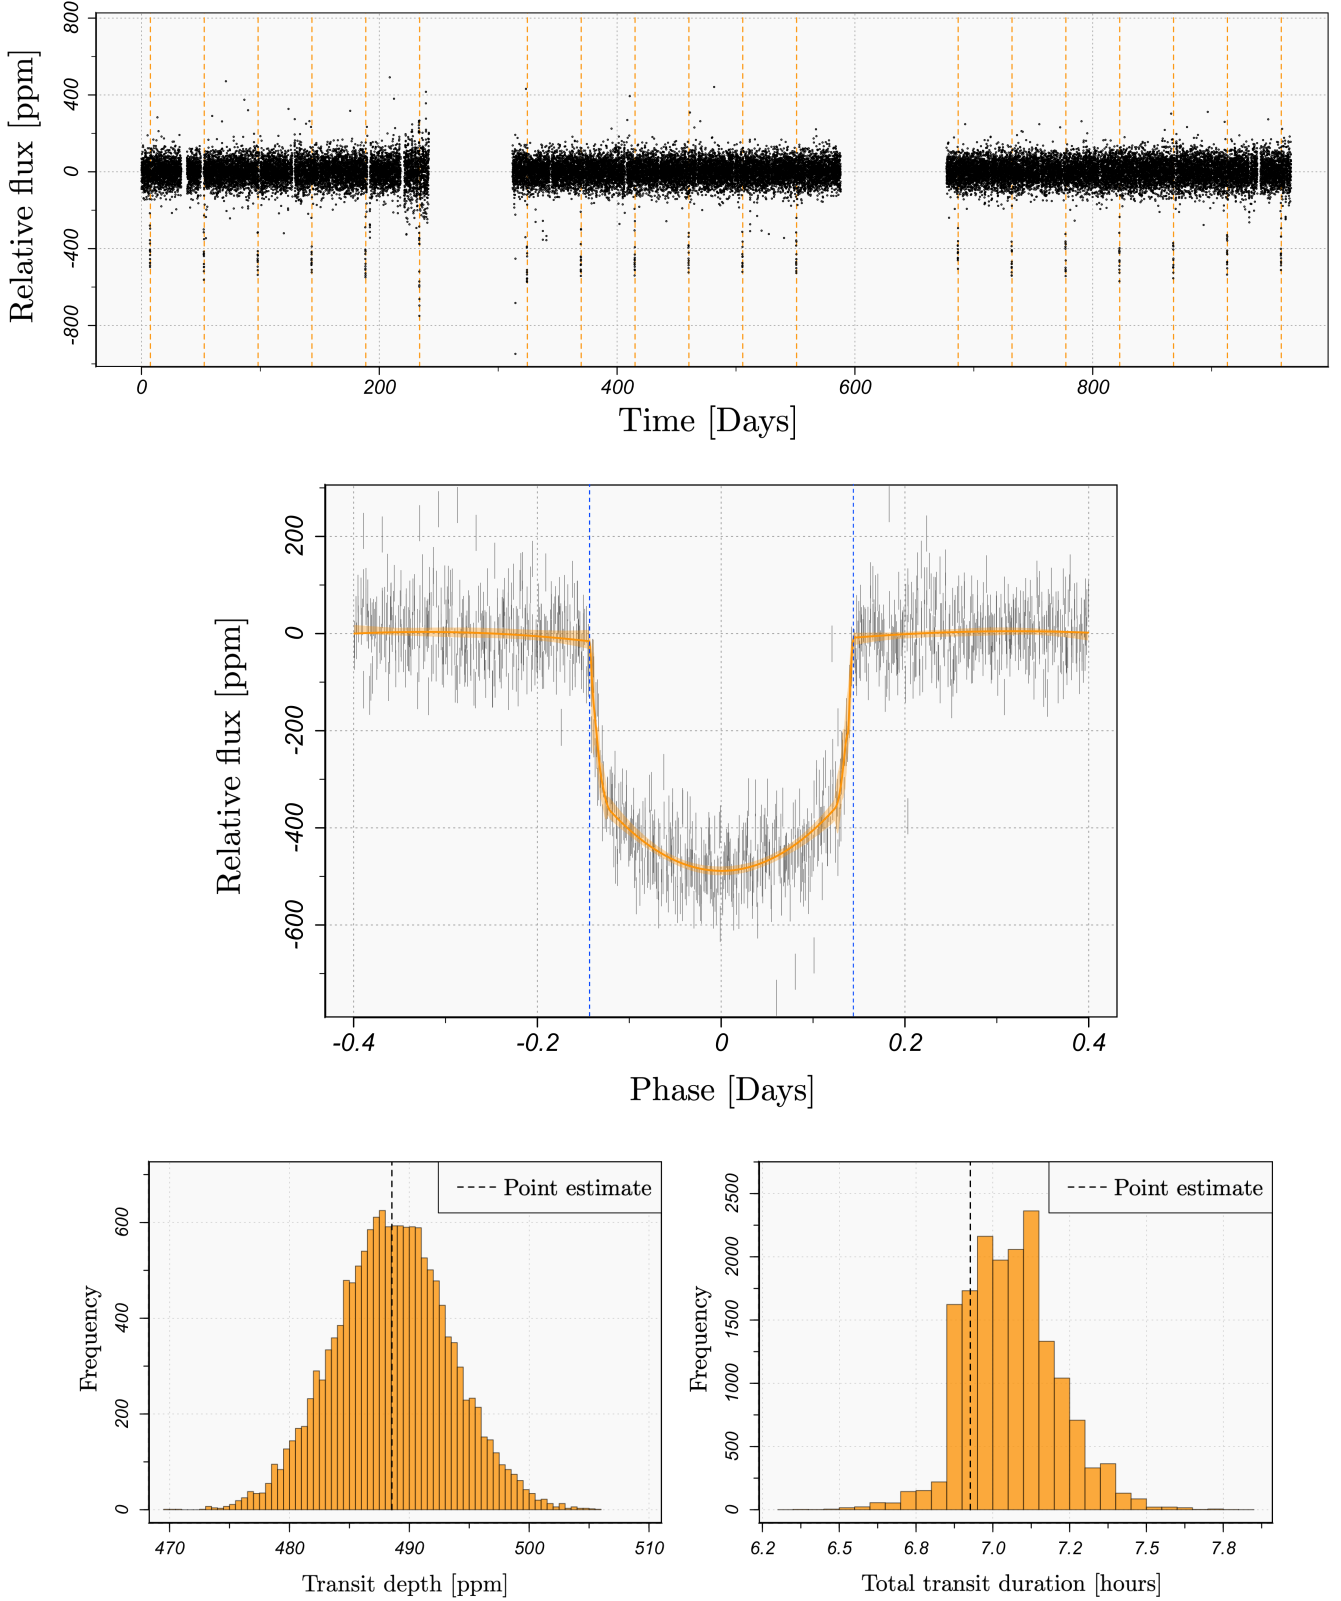 Relative flux [ppm]
800
400
0
-400
-800
0 200 400 600 800
Time [Days]
Relative flux [ppm]
200
0
-200
-400
-600
-0.4 -0.2 0 0.2 0.4
Phase [Days]
Frequency
600
400
200
0
Point estimate
470 480 490 500 510
Transit depth [ppm]
Frequency
2500
2000
1500
1000
500
0
Point estimate
6.2 6.5 6.8 7.0 7.2 7.5 7.8
Total transit duration [hours]